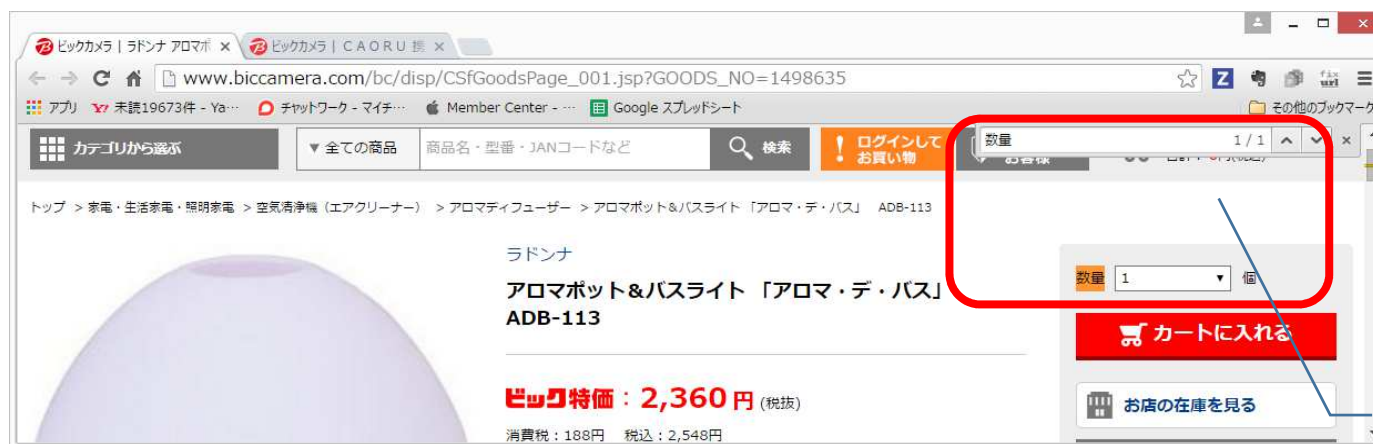 ビックカメラ | ラドンナ アロマポ
ビックカメラ | CAORU 携
www.biccamera.com/bc/disp/CSfGoodsPage_001.jsp?GOODS_NO=1498635
アプリ 未読19673件 - Ya… チャットワーク - マイチ… Member Center - … Google スプレッドシート その他のブックマーク
数量 1/1
カテゴリから選ぶ ▼全ての商品 商品名・型番・JANコードなど 検索 ログインして
お買い物 お客様
トップ > 家電・生活家電・照明家電 > 空気清浄機（エアクリーナー） > アロマディフューザー > アロマポット&バスライト「アロマ・デ・バス」 ADB-113
ラドンナ
アロマポット&バスライト 「アロマ・デ・バス」
ADB-113
数量 1 個
カートに入れる
お店の在庫を見る
ビック特価：2,360円 (税抜)
消費税：188円 税込：2,548円